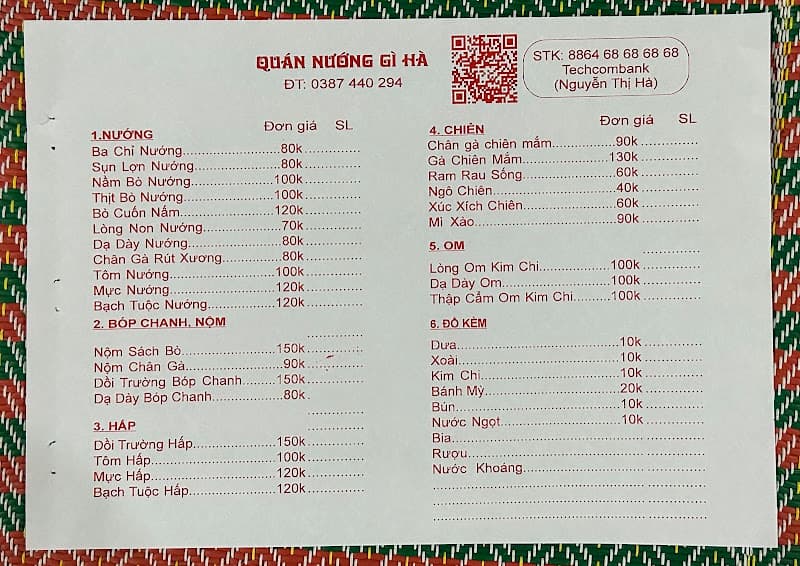 QUÁN NƯỚNG GÌ HÀ
ĐT: 0387 440 294
STK: 8864 68 68 68 68
Techcombank
(Nguyễn Thị Hà)
Đơn giá SL
1.NƯỚNG
Ba Chỉ Nướng....................80k..............
Sụn Lợn Nướng....................80k..............
Nầm Bò Nướng....................100k..............
Thịt Bò Nướng....................100k..............
Bò Cuốn Nấm....................120k..............
Lòng Non Nướng....................70k..............
Dạ Dày Nướng....................80k..............
Chân Gà Rút Xương..............80k..............
Tôm Nướng....................100k..............
Mực Nướng....................120k..............
Bạch Tuộc Nướng....................120k..............
2. BÓP CHANH, NỘM
Nộm Sách Bò....................150k..............
Nộm Chân Gà....................90k..............
Dồi Trường Bóp Chanh........150k..............
Dạ Dày Bóp Chanh..............80k..............
3. HẤP
Dồi Trường Hấp....................150k..............
Tôm Hấp....................100k..............
Mực Hấp....................120k..............
Bạch Tuộc Hấp....................120k..............
Đơn giá SL
4. CHIÊN
Chân gà chiên mắm..............90k..............
Gà Chiên Mắm....................130k..............
Ram Rau Sống....................60k..............
Ngô Chiên....................40k..............
Xúc Xích Chiên....................60k..............
Mì Xào....................90k..............
5. OM
Lòng Om Kim Chi....................100k..............
Dạ Dày Om....................100k..............
Thập Cẩm Om Kim Chi........100k..............
6. ĐỒ KÈM
Dưa....................10k..............
Xoài....................10k..............
Kim Chi....................10k..............
Bánh Mỳ....................20k..............
Bún....................10k..............
Nước Ngọt....................10k..............
Bia....................
Rượu....................
Nước Khoáng....................